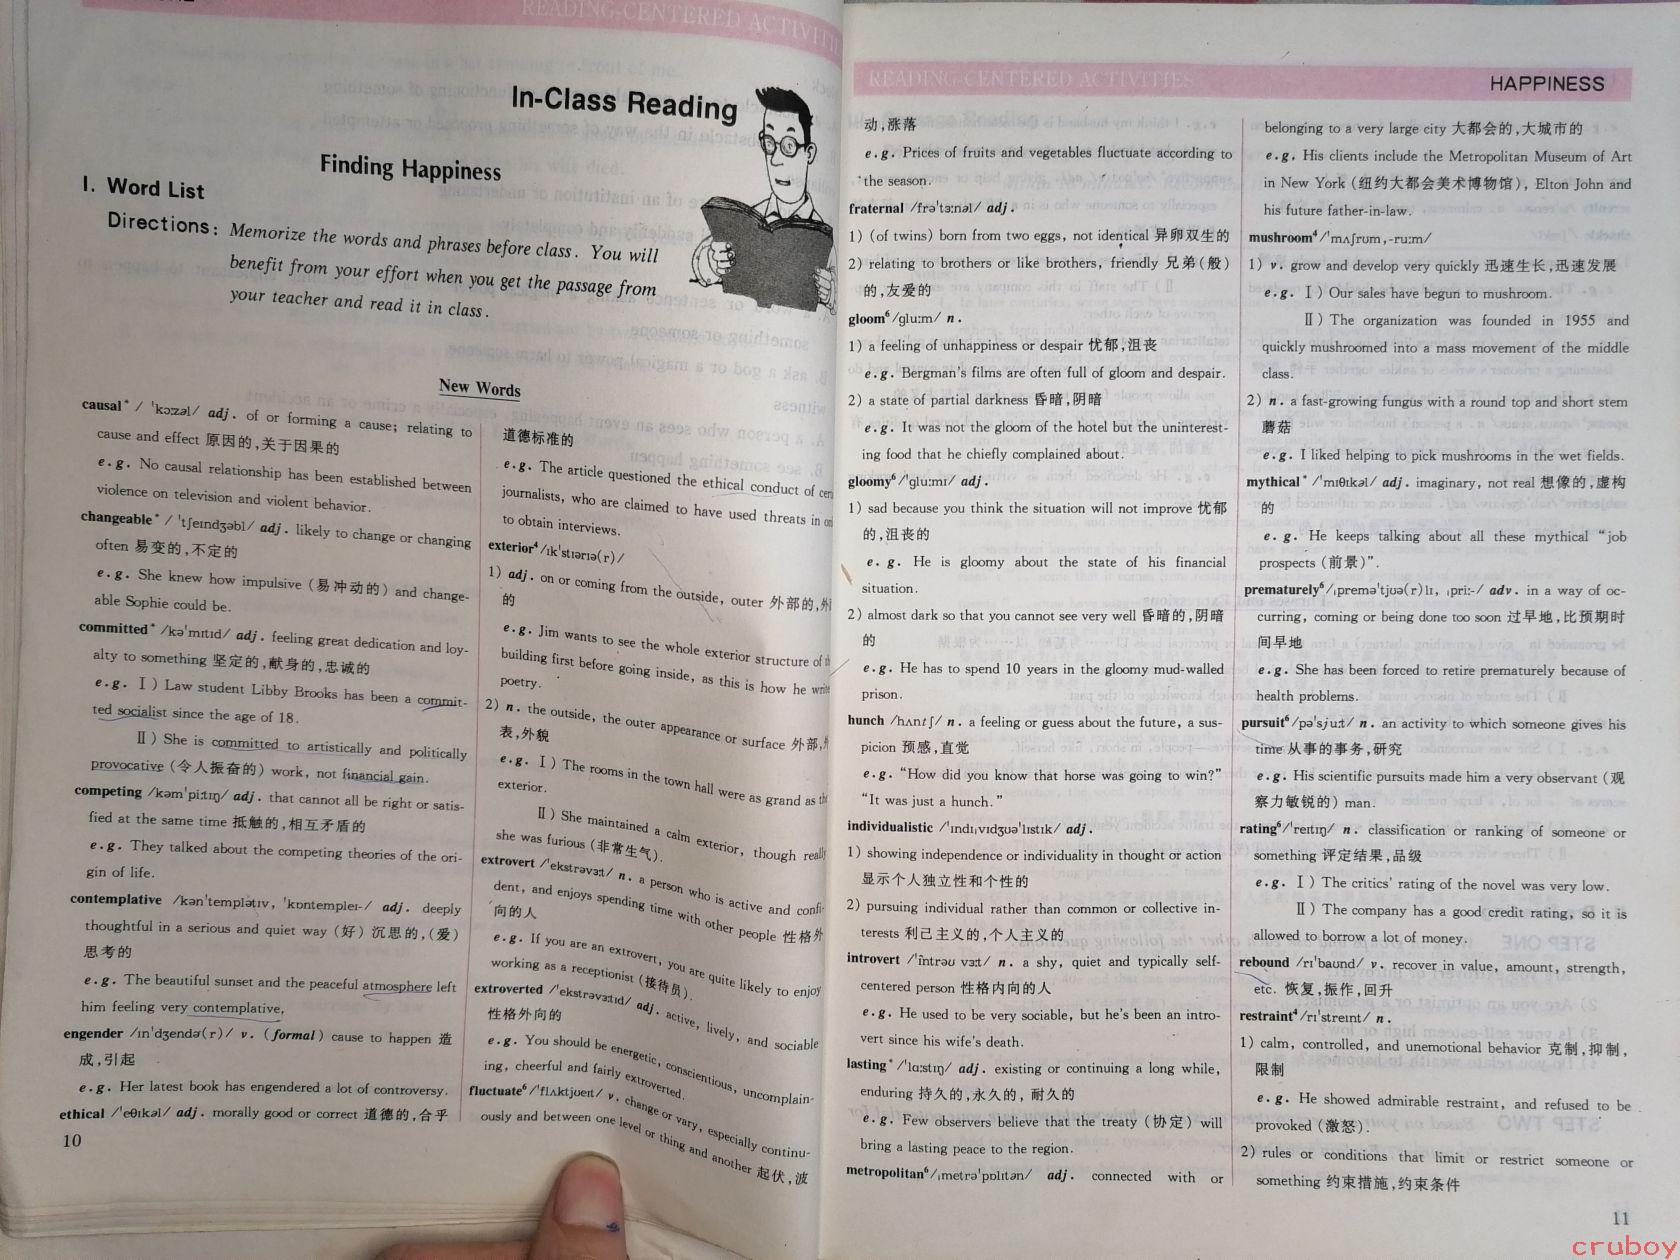 READING-CENTERED ACTIVITIES
In-Class Reading
Finding Happiness
I. Word List
Directions: Memorize the words and phrases before class. You will
benefit from your effort when you get the passage from
your teacher and read it in class.
New Words
causal* / 'kɔːzəl/ adj. of or forming a cause; relating to
cause and effect 原因的,关于因果的
e.g. No causal relationship has been established between
violence on television and violent behavior.
changeable* / 'tʃeɪndʒəbl/ adj. likely to change or changing
often 易变的,不定的
e.g. She knew how impulsive (易冲动的) and change-
able Sophie could be.
committed* /kə'mɪtɪd/ adj. feeling great dedication and loy-
alty to something 坚定的,献身的,忠诚的
e.g. Ⅰ) Law student Libby Brooks has been a commit-
ted socialist since the age of 18.
Ⅱ) She is committed to artistically and politically
provocative (令人振奋的) work, not financial gain.
competing /kəm'piːtɪŋ/ adj. that cannot all be right or satis-
fied at the same time 抵触的,相互矛盾的
e.g. They talked about the competing theories of the ori-
gin of life.
contemplative /kən'templətɪv, 'kɒntempleɪ-/ adj. deeply
thoughtful in a serious and quiet way (好) 沉思的,(爱)
思考的
e.g. The beautiful sunset and the peaceful atmosphere left
him feeling very contemplative.
engender /ɪn'dʒendə(r)/ v. (formal) cause to happen 造
成,引起
e.g. Her latest book has engendered a lot of controversy.
ethical /'eθɪkəl/ adj. morally good or correct 道德的,合乎
10
道德标准的
e.g. The article questioned the ethical conduct of
journalists, who are claimed to have used threats in
to obtain interviews.
exterior⁴ /ɪk'stɪərɪə(r)/
1) adj. on or coming from the outside, outer 外部的,
的
e.g. Jim wants to see the whole exterior structure of
building first before going inside, as this is how he
poetry.
2) n. the outside, the outer appearance or surface 外部,
表,外貌
e.g. Ⅰ) The rooms in the town hall were as grand as
exterior.
Ⅱ) She maintained a calm exterior, though really
she was furious (非常生气).
extrovert /'ekstrəvɜːt/ n. a person who is active and confi-
dent, and enjoys spending time with other people 性格外
向的人
e.g. If you are an extrovert, you are quite likely to enjoy
working as a receptionist (接待员).
extroverted /'ekstrəvɜːtɪd/ adj. active, lively, and sociable
性格外向的
e.g. You should be energetic, conscientious, uncomplain-
ing, cheerful and fairly extroverted.
fluctuate⁶ /'flʌktjʊeɪt/ v. change or vary, especially continu-
ously and between one level or thing and another 起伏,波
READING-CENTERED ACTIVITIES
HAPPINESS
动,涨落
e.g. Prices of fruits and vegetables fluctuate according to
the season.
fraternal /frə'tɜːnəl/ adj.
1) (of twins) born from two eggs, not identical 异卵双生的
2) relating to brothers or like brothers, friendly 兄弟(般)
的,友爱的
gloom⁶ /gluːm/ n.
1) a feeling of unhappiness or despair 忧郁,沮丧
e.g. Bergman's films are often full of gloom and despair.
2) a state of partial darkness 昏暗,阴暗
e.g. It was not the gloom of the hotel but the uninterest-
ing food that he chiefly complained about.
gloomy⁶ /'gluːmɪ/ adj.
1) sad because you think the situation will not improve 忧郁
的,沮丧的
e.g. He is gloomy about the state of his financial
situation.
2) almost dark so that you cannot see very well 昏暗的,阴暗
的
e.g. He has to spend 10 years in the gloomy mud-walled
prison.
hunch /hʌntʃ/ n. a feeling or guess about the future, a sus-
picion 预感,直觉
e.g. "How did you know that horse was going to win?"
"It was just a hunch."
individualistic /'ɪndɪˌvɪdʒʊə'lɪstɪk/ adj.
1) showing independence or individuality in thought or action
显示个人独立性和个性的
2) pursuing individual rather than common or collective in-
terests 利己主义的,个人主义的
introvert /'ɪntrəʊ vɜːt/ n. a shy, quiet and typically self-
centered person 性格内向的人
e.g. He used to be very sociable, but he's been an intro-
vert since his wife's death.
lasting* /'lɑːstɪŋ/ adj. existing or continuing a long while,
enduring 持久的,永久的,耐久的
e.g. Few observers believe that the treaty (协定) will
bring a lasting peace to the region.
metropolitan⁶ /ˌmetrə'pɒlɪtən/ adj. connected with or
belonging to a very large city 大都会的,大城市的
e.g. His clients include the Metropolitan Museum of Art
in New York (纽约大都会美术博物馆), Elton John and
his future father-in-law.
mushroom⁴ /'mʌʃrʊm,-ruːm/
1) v. grow and develop very quickly 迅速生长,迅速发展
e.g. Ⅰ) Our sales have begun to mushroom.
Ⅱ) The organization was founded in 1955 and
quickly mushroomed into a mass movement of the middle
class.
2) n. a fast-growing fungus with a round top and short stem
蘑菇
e.g. I liked helping to pick mushrooms in the wet fields.
mythical* /'mɪθɪkəl/ adj. imaginary, not real 想像的,虚构
的
e.g. He keeps talking about all these mythical "job
prospects (前景)".
prematurely⁶ /ˌpremə'tjʊə(r)lɪ, ˌpriː-/ adv. in a way of oc-
curring, coming or being done too soon 过早地,比预期时
间早地
e.g. She has been forced to retire prematurely because of
health problems.
pursuit⁶ /pə'sjuːt/ n. an activity to which someone gives his
time 从事的事务,研究
e.g. His scientific pursuits made him a very observant (观
察力敏锐的) man.
rating⁶ /'reɪtɪŋ/ n. classification or ranking of someone or
something 评定结果,品级
e.g. Ⅰ) The critics' rating of the novel was very low.
Ⅱ) The company has a good credit rating, so it is
allowed to borrow a lot of money.
rebound /rɪ'baʊnd/ v. recover in value, amount, strength,
etc. 恢复,振作,回升
restraint⁴ /rɪ'streɪnt/ n.
1) calm, controlled, and unemotional behavior 克制,抑制,
限制
e.g. He showed admirable restraint, and refused to be
provoked (激怒).
2) rules or conditions that limit or restrict someone or
something 约束措施,约束条件
11
cruboy